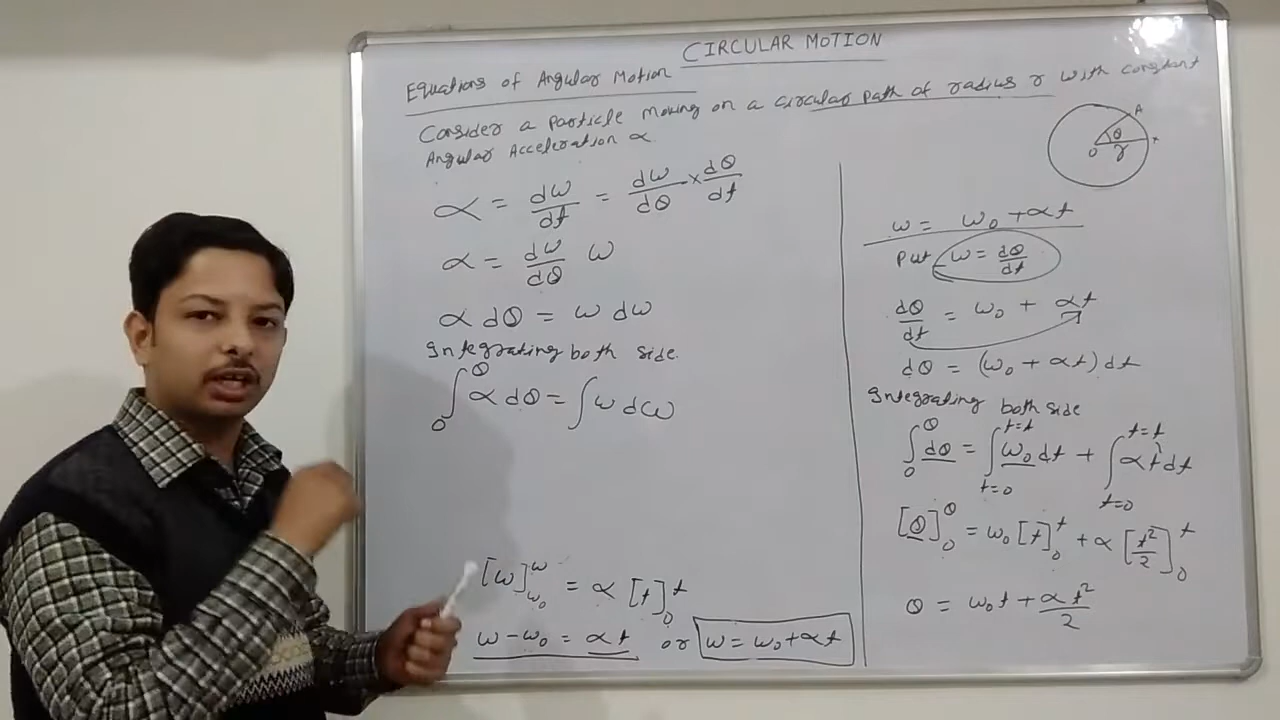 CIRCULAR MOTION
Equations of Angular Motion
Consider a particle moving on a circular path of radius r with constant
Angular Acceleration α.
α = dω/dt = dω/dθ × dθ/dt
α = dω/dθ ω
α dθ = ω dω
Integrating both side.
∫₀^θ α dθ = ∫ ω dω
[ω]_ω₀^ω = α [t]₀^t
ω - ω₀ = αt or ω = ω₀ + αt
A
θ
O r x
ω = ω₀ + αt
Put ω = dθ/dt
dθ/dt = ω₀ + αt
dθ = (ω₀ + αt) dt
Integrating both side
∫₀^θ dθ = ∫_{t=0}^{t=t} ω₀ dt + ∫_{t=0}^{t=t} αt dt
[θ]₀^θ = ω₀ [t]₀^t + α [t²/2]₀^t
θ = ω₀t + αt²/2